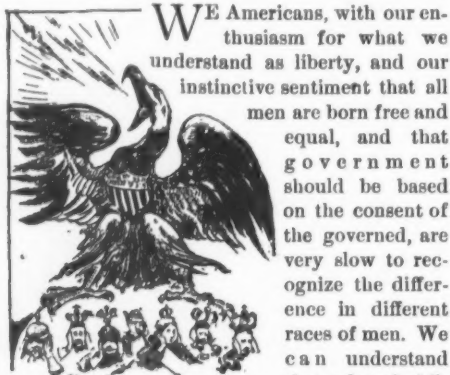 WE Americans, with our en-
thusiasm for what we
understand as liberty, and our
instinctive sentiment that all
men are born free and
equal, and that
government
should be based
on the consent of
the governed, are
very slow to rec-
ognize the differ-
ence in different
races of men. We
can understand